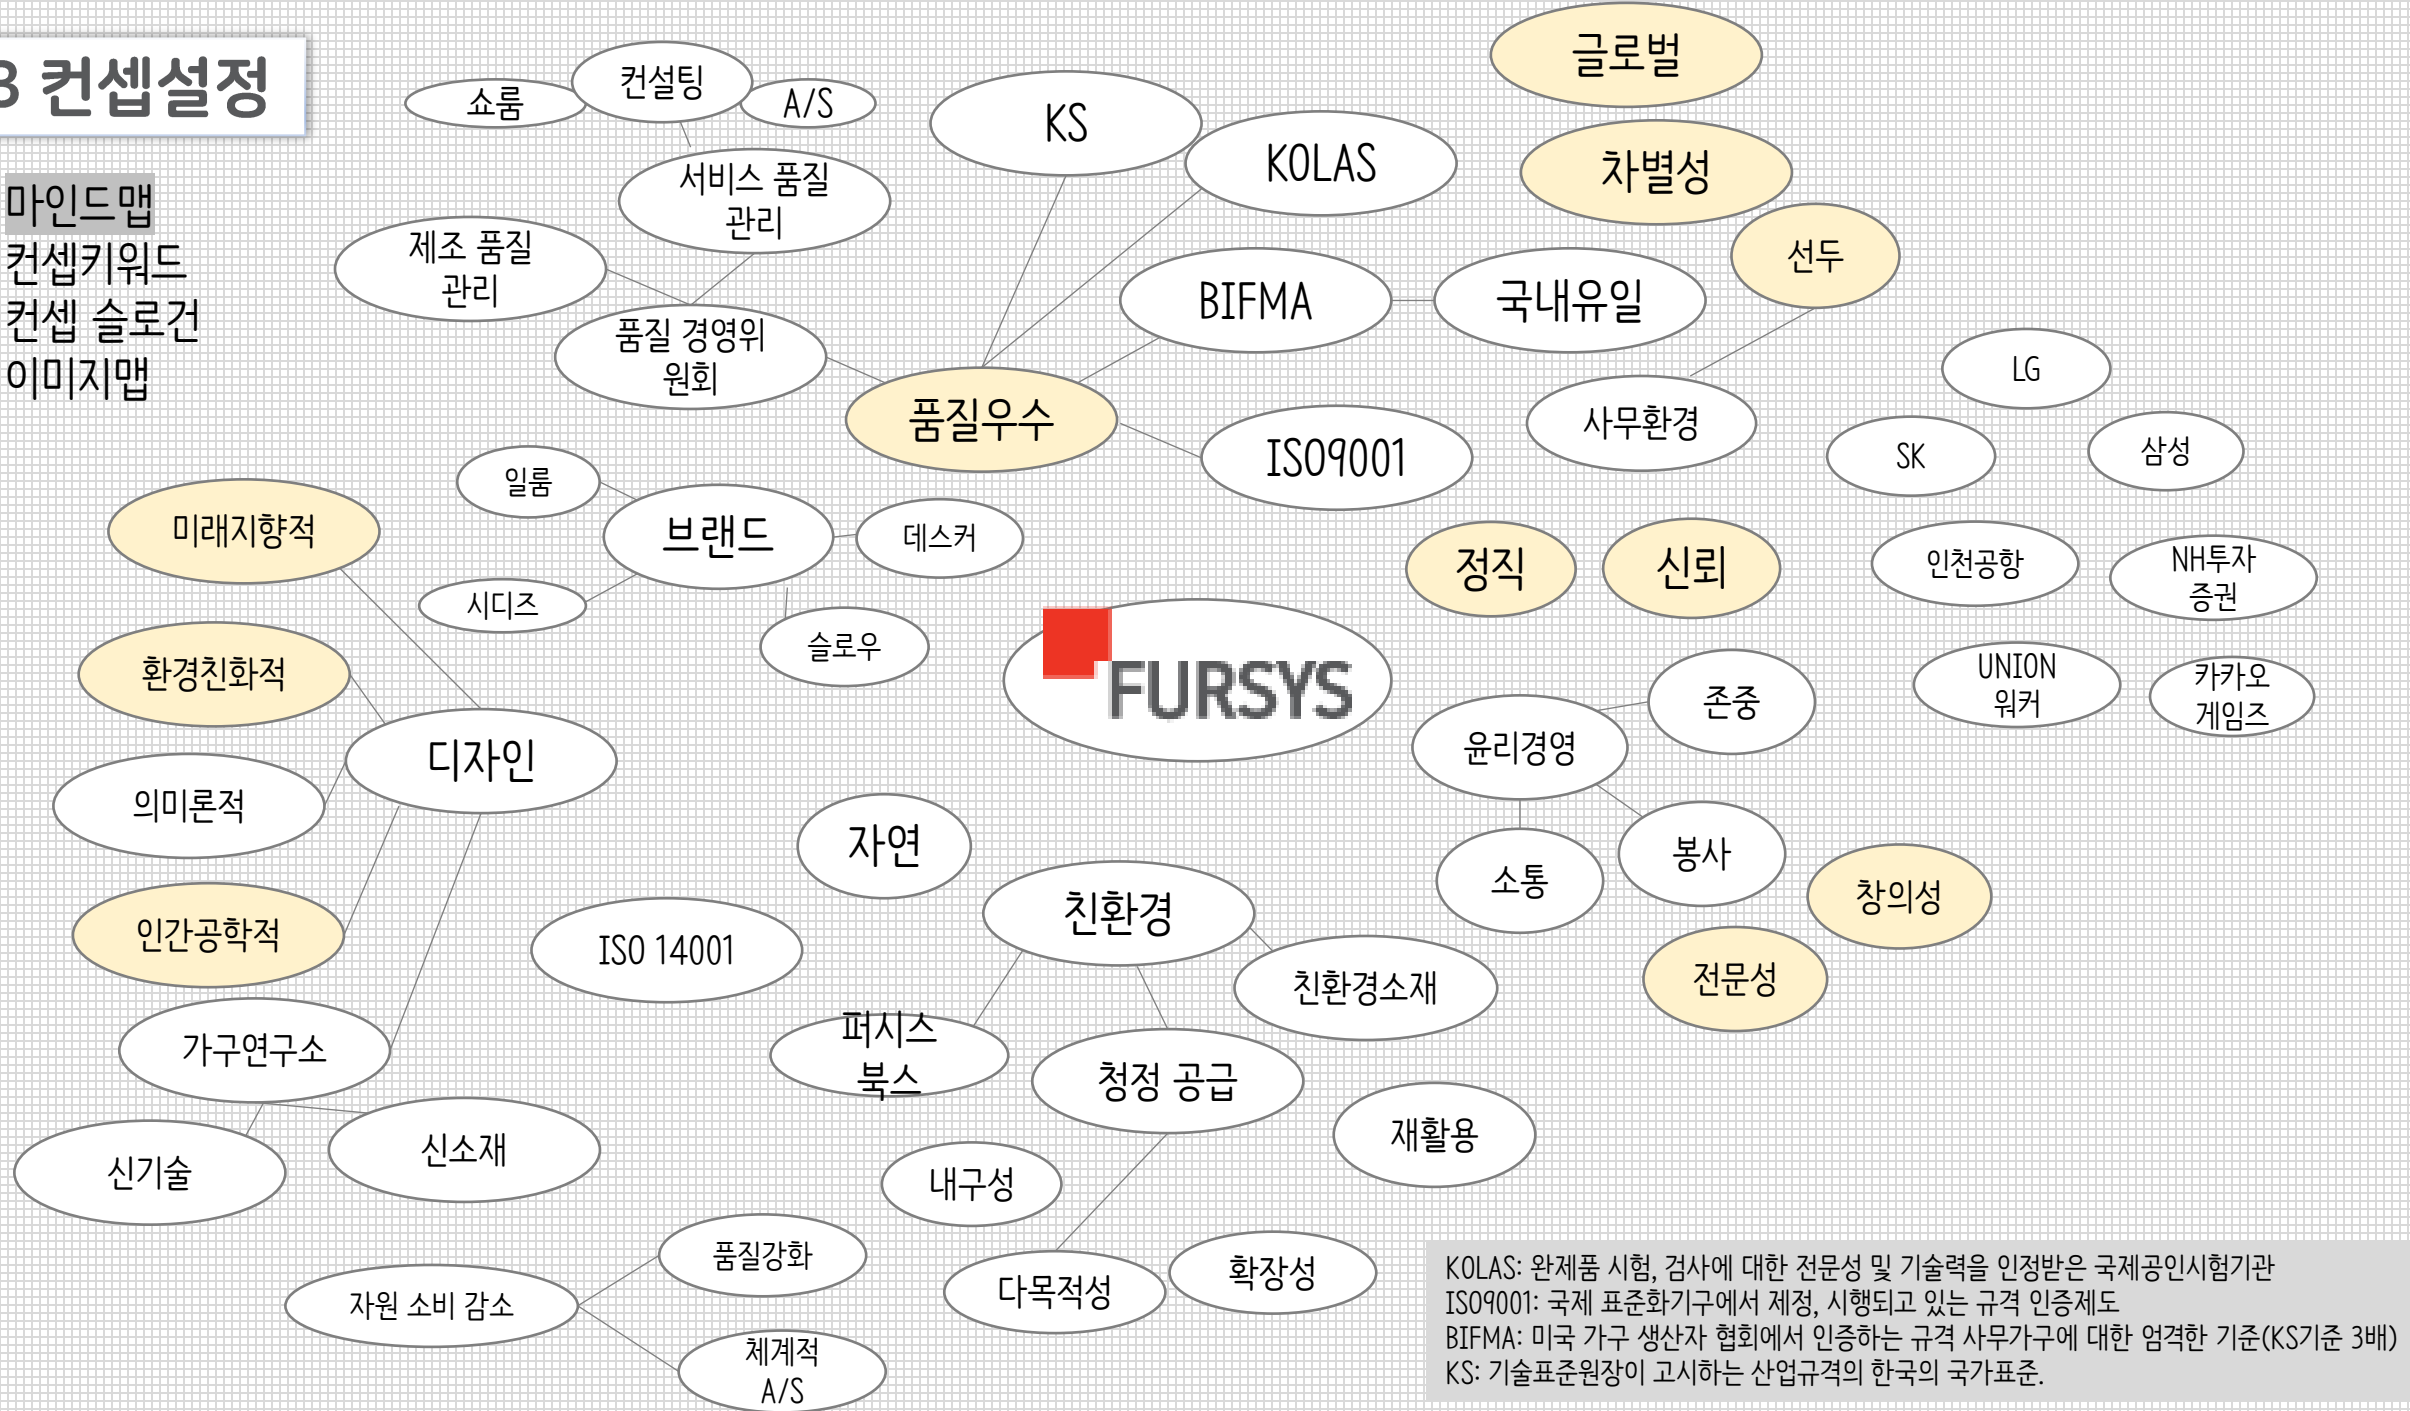 3 컨셉설정
마인드맵
컨셉키워드
컨셉 슬로건
이미지맵
쇼룸
컨설팅
A/S
서비스 품질
관리
제조 품질
관리
품질 경영위
원회
KS
KOLAS
BIFMA
국내유일
품질우수
ISO9001
글로벌
차별성
선두
사무환경
LG
SK
삼성
인천공항
NH투자
증권
UNION
워커
카카오
게임즈
일룸
브랜드
데스커
시디즈
슬로우
FURSYS
정직
신뢰
존중
윤리경영
소통
봉사
창의성
전문성
미래지향적
환경친화적
디자인
의미론적
인간공학적
가구연구소
신기술
신소재
자연
ISO 14001
친환경
친환경소재
퍼시스
북스
청정 공급
재활용
내구성
다목적성
확장성
품질강화
자원 소비 감소
체계적
A/S
KOLAS: 완제품 시험, 검사에 대한 전문성 및 기술력을 인정받은 국제공인시험기관
ISO9001: 국제 표준화기구에서 제정, 시행되고 있는 규격 인증제도
BIFMA: 미국 가구 생산자 협회에서 인증하는 규격 사무가구에 대한 엄격한 기준(KS기준 3배)
KS: 기술표준원장이 고시하는 산업규격의 한국의 국가표준.